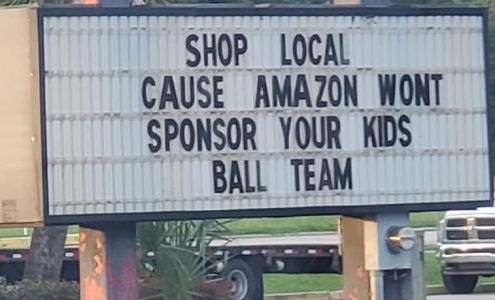 SHOP LOCAL
CAUSE AMAZON WONT
SPONSOR YOUR KIDS
BALL TEAM